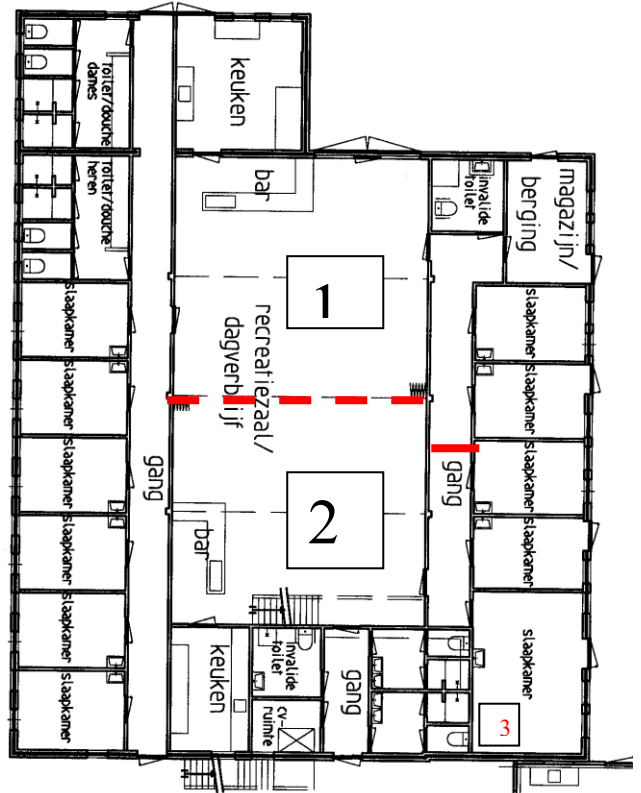 toilet/douche
dames
keuken
toilet/douche
heren
bar
invalide
toilet
magazijn/
berging
1
slaapkamer
slaapkamer
slaapkamer
slaapkamer
slaapkamer
slaapkamer
gang
recreatiezaal/
dagverblijf
2
bar
gang
slaapkamer
slaapkamer
slaapkamer
slaapkamer
slaapkamer
3
keuken
invalide
toilet
cv-
ruimte
gang